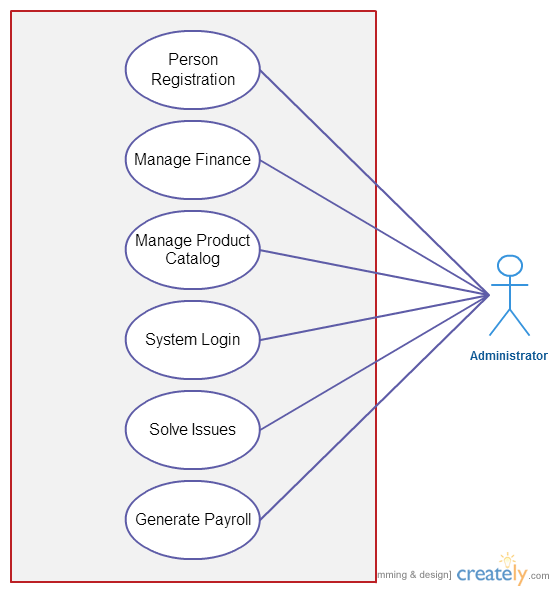 Person
Registration
Manage Finance
Manage Product
Catalog
System Login
Administrator
Solve Issues
Generate Payroll
mming & design] creately.com